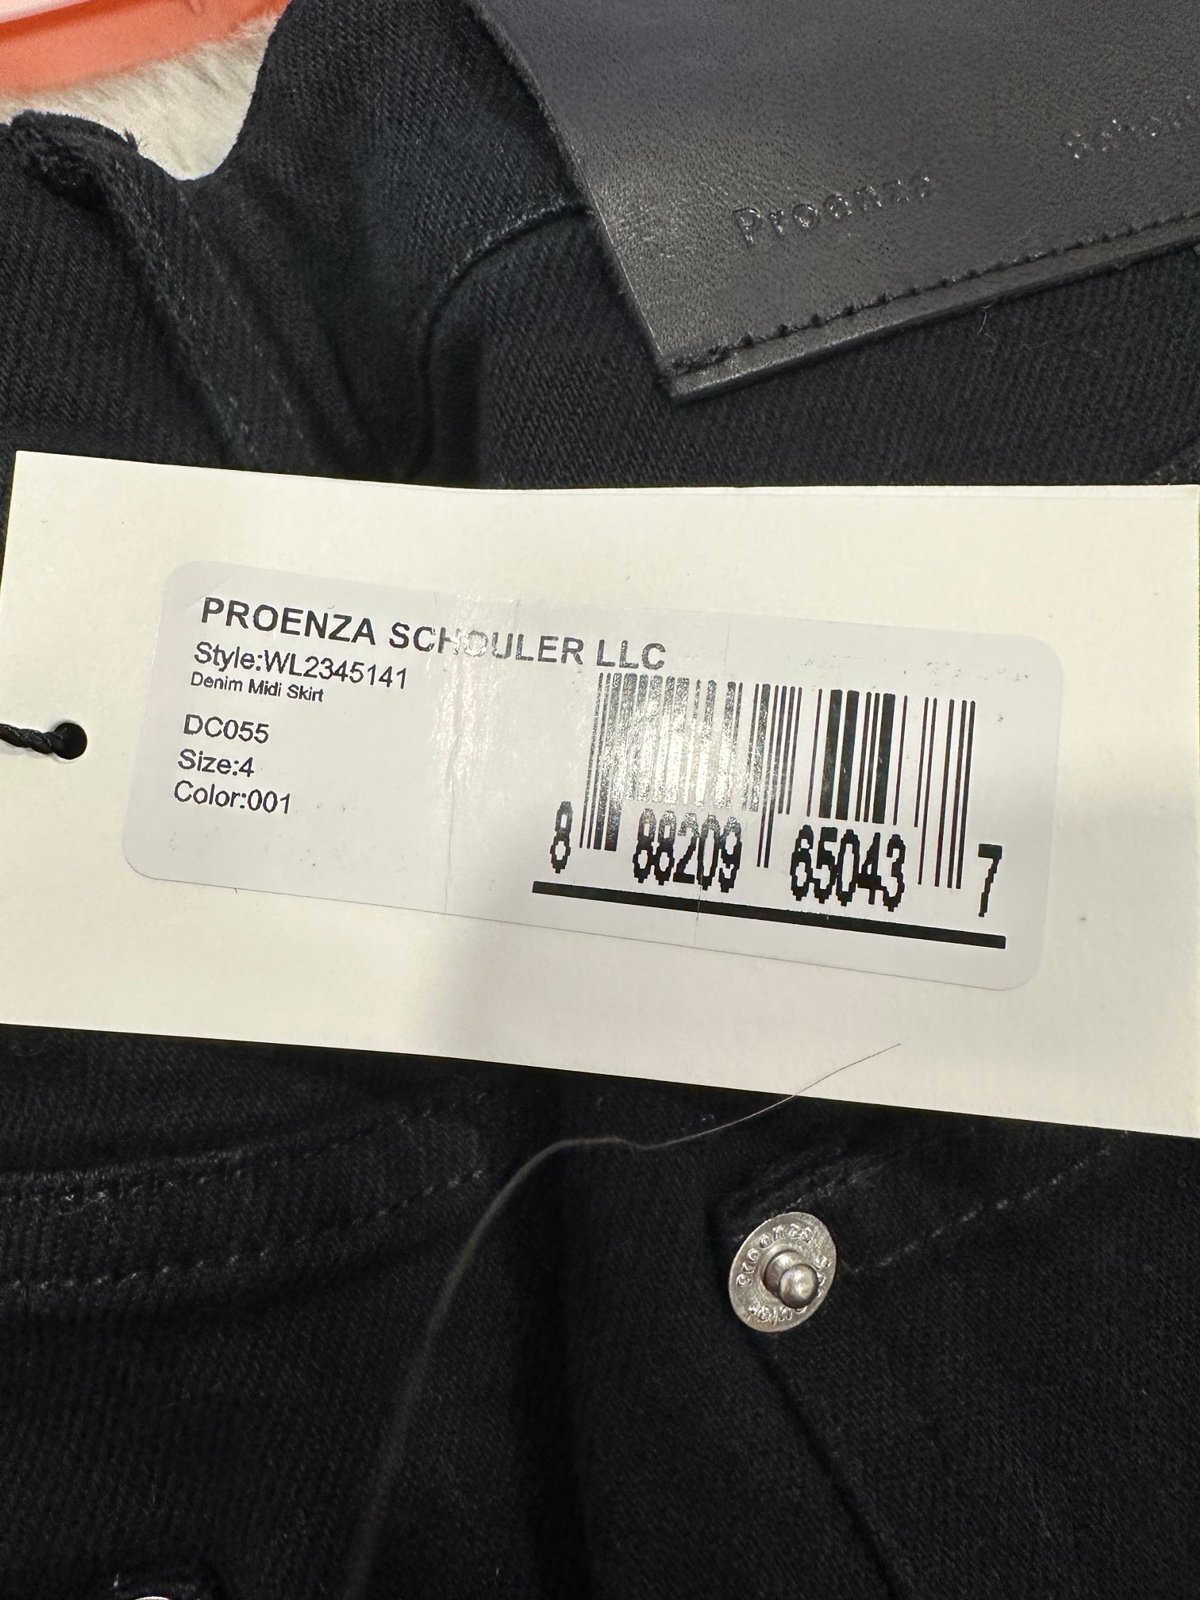 Proenza
PROENZA SCHOULER LLC
Style:WL2345141
Denim Midi Skirt
DC055
Size:4
Color:001
8 88209 65043 7